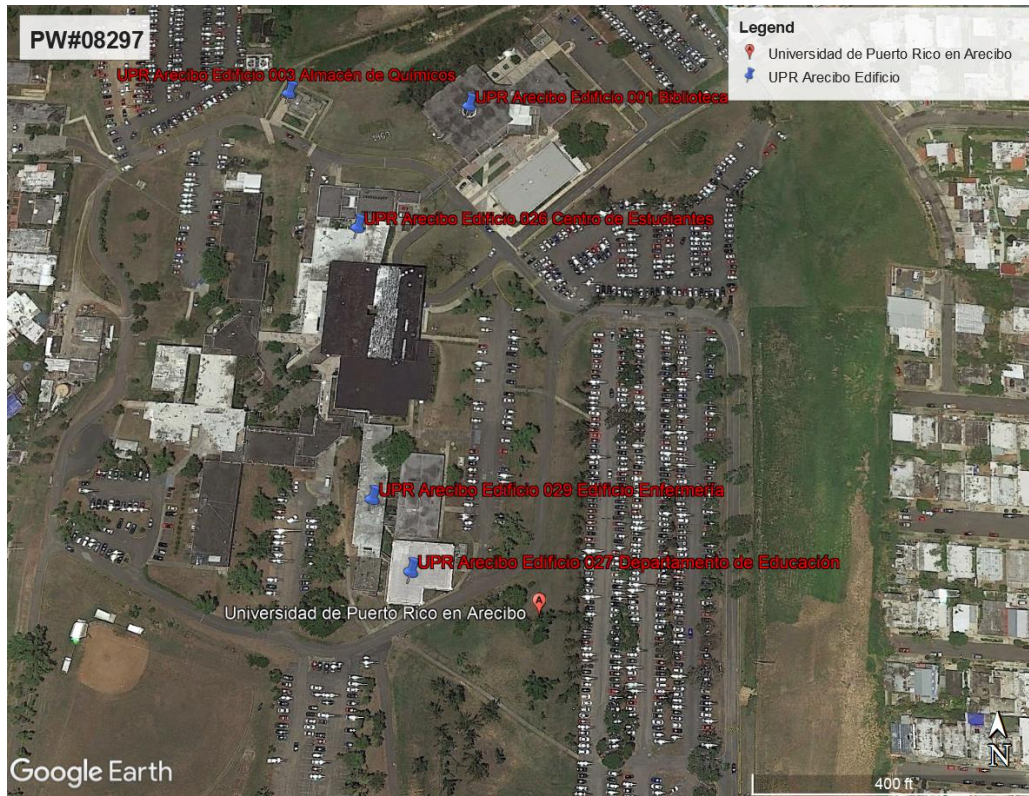 PW#08297
Legend
Universidad de Puerto Rico en Arecibo
UPR Arecibo Edificio
UPR Arecibo Edificio 003 Almacén de Químicos
UPR Arecibo Edificio 001 Biblioteca
UPR Arecibo Edificio 026 Centro de Estudiantes
UPR Arecibo Edificio 029 Edificio Enfermería
UPR Arecibo Edificio 027 Departamento de Educación
A
Universidad de Puerto Rico en Arecibo
N
Google Earth
400 ft